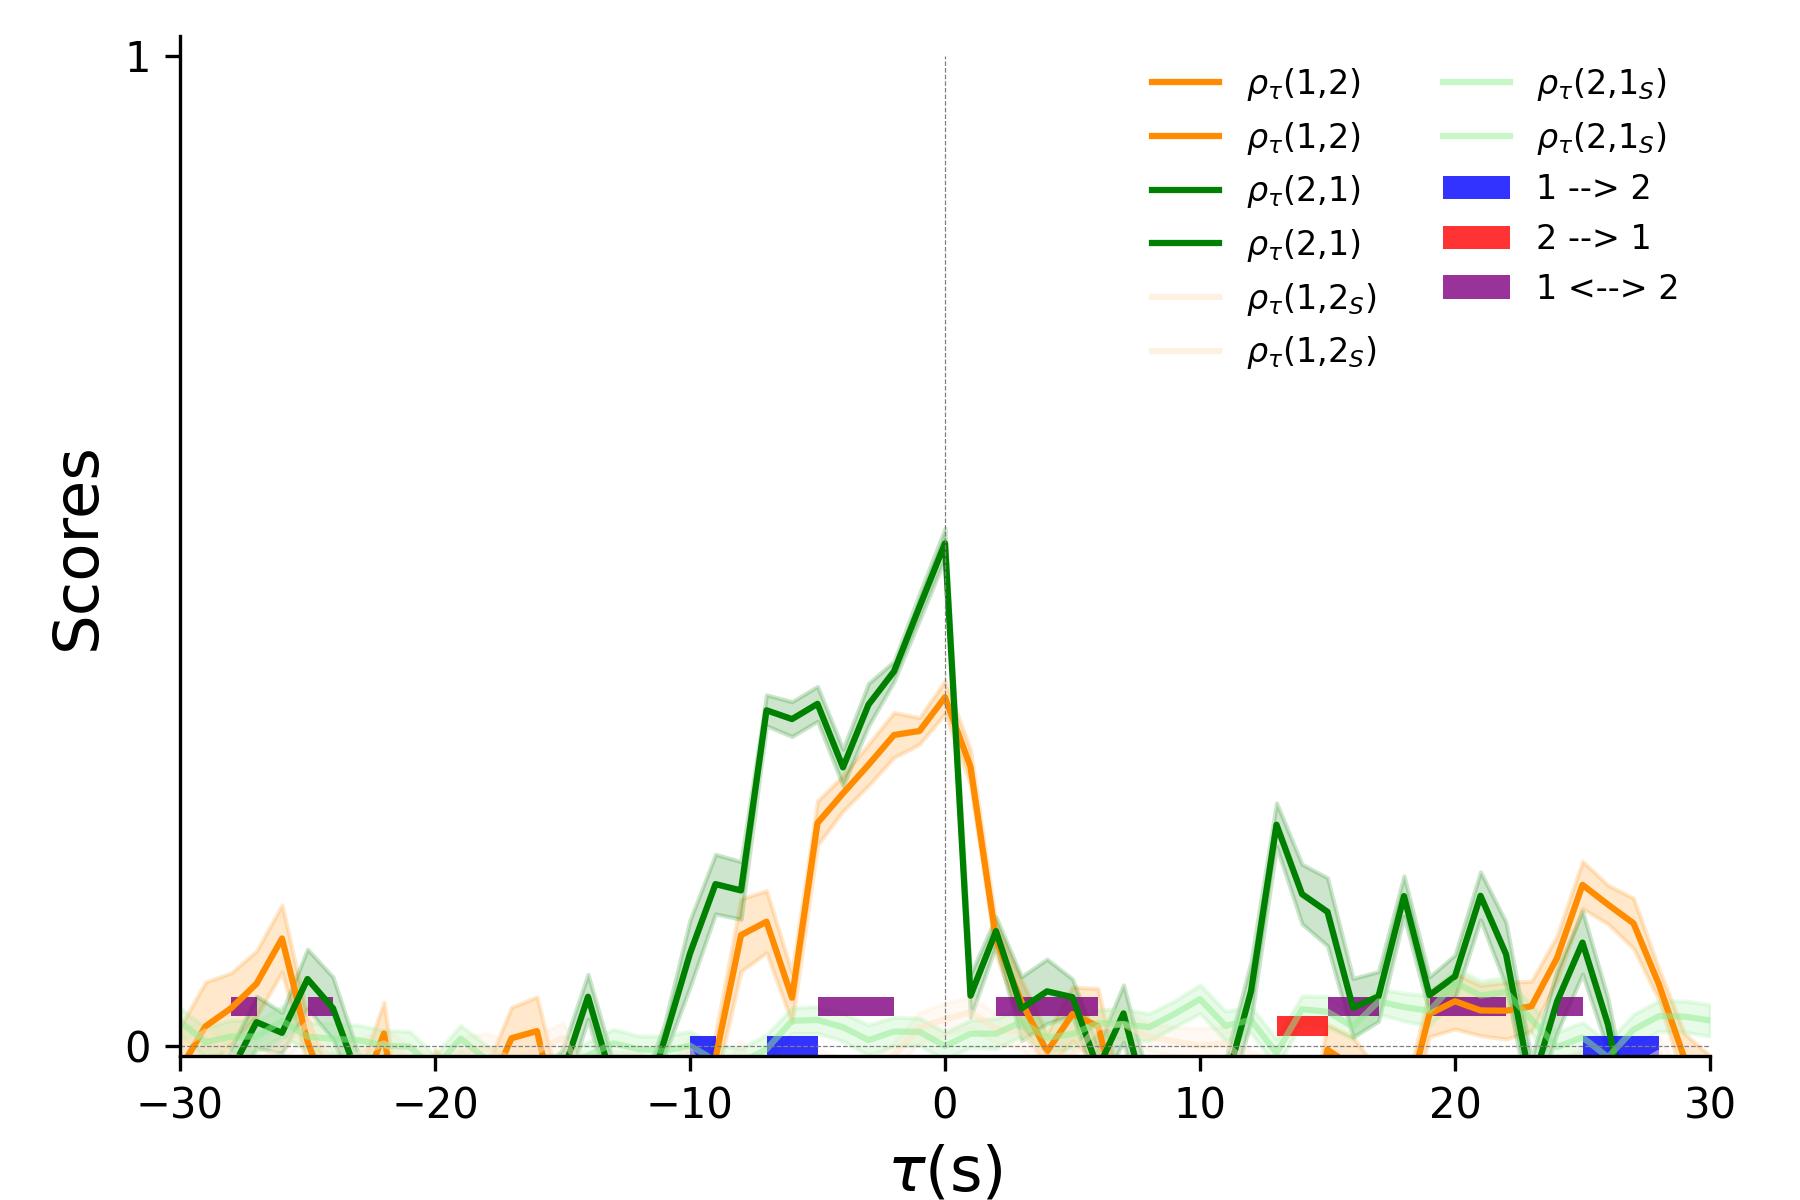 Scores
1
0
ρτ(1,2)
ρτ(1,2)
ρτ(2,1)
ρτ(2,1)
ρτ(1,2S)
ρτ(1,2S)
ρτ(2,1S)
ρτ(2,1S)
1 --> 2
2 --> 1
1 <--> 2
−30 −20 −10 0 10 20 30
τ(s)